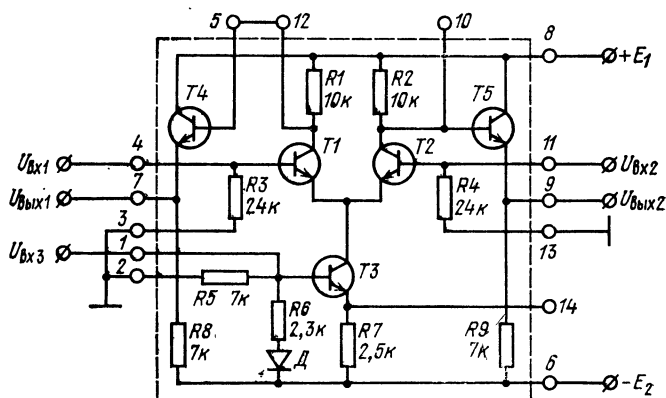 5 12 10 8
+E1
R1 10к R2 10к
T4 T5
4 T1 T2 11
Uвх1 Uвх2
7 9
Uвых1 R3 24к R4 24к Uвых2
3
1 13
Uвх3 T3
2
R5 7к
R6 2,3к 14
R8 7к R7 2,5к R9 7к
Д
6
−E2